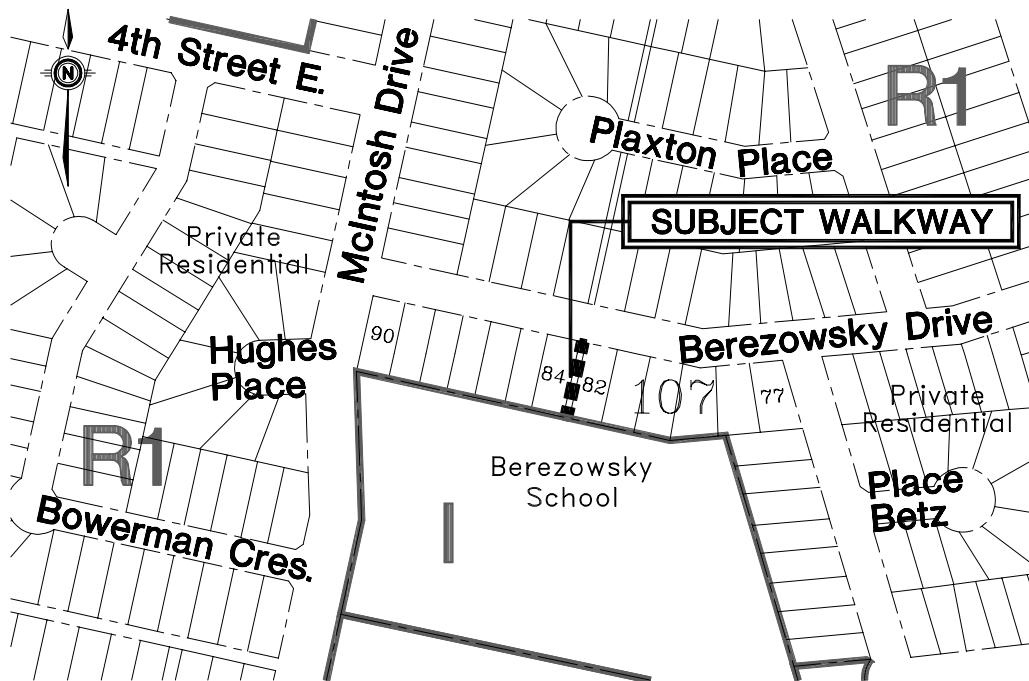 4th Street E.
McIntosh Drive
N
R1
Plaxton Place
SUBJECT WALKWAY
Private
Residential
90
Berezowsky Drive
Hughes
Place
84
82
107
77
Private
Residential
R1
Berezowsky
School
Place
Betz
Bowerman Cres.
I